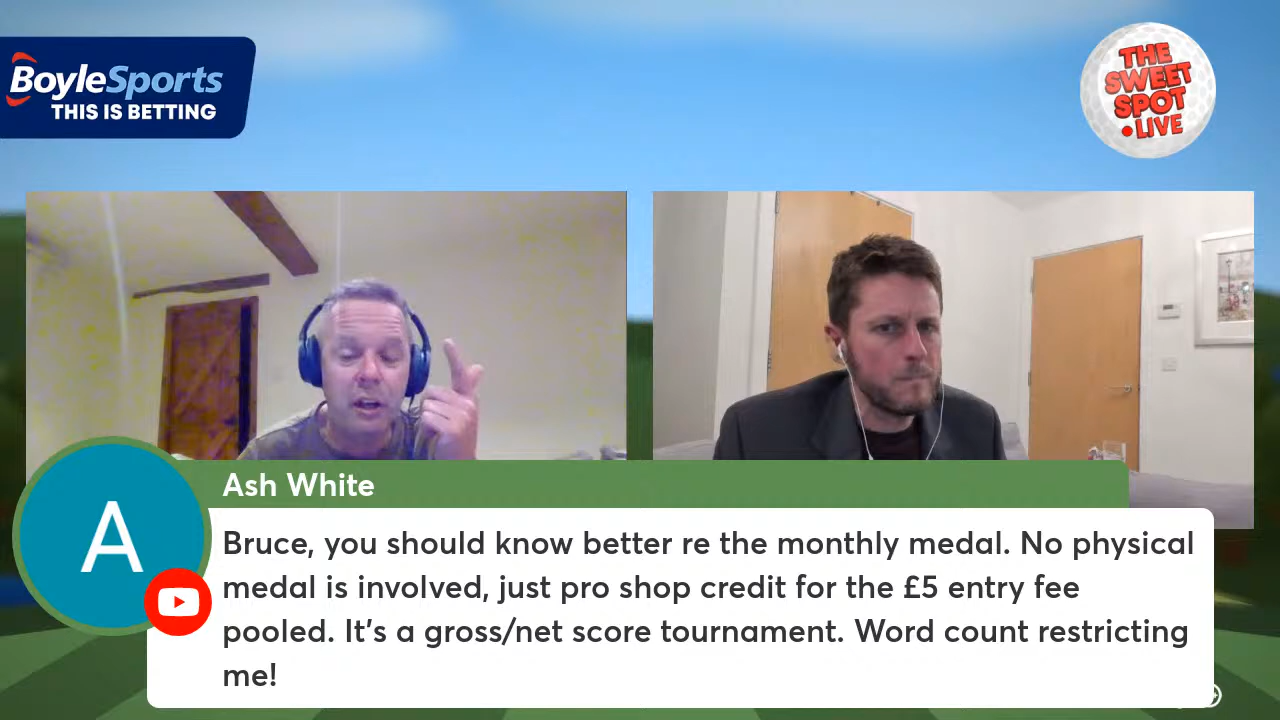 BoyleSports
THIS IS BETTING
THE
SWEET
SPOT
LIVE
Ash White
A
Bruce, you should know better re the monthly medal. No physical
medal is involved, just pro shop credit for the £5 entry fee
pooled. It's a gross/net score tournament. Word count restricting
me!